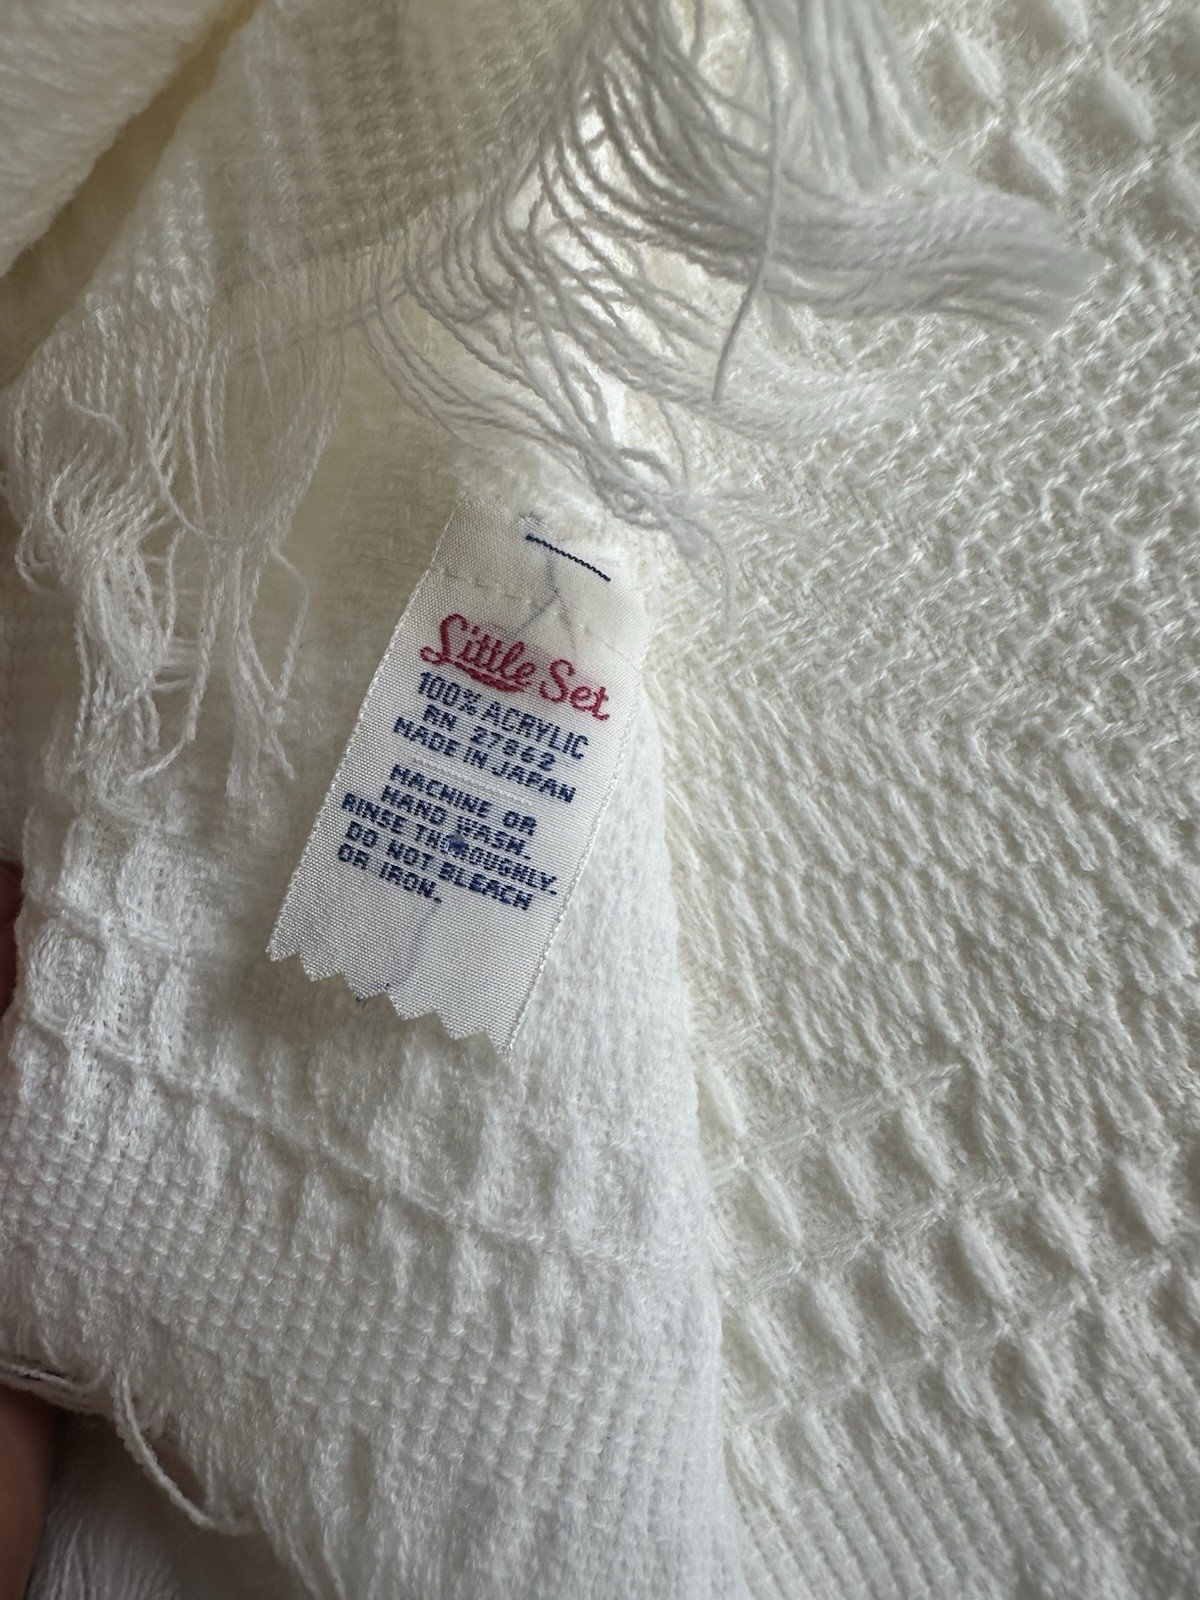 Little Set
100% ACRYLIC
RN 27862
MADE IN JAPAN
MACHINE OR
HAND WASH.
RINSE THOROUGHLY.
DO NOT BLEACH
OR IRON.